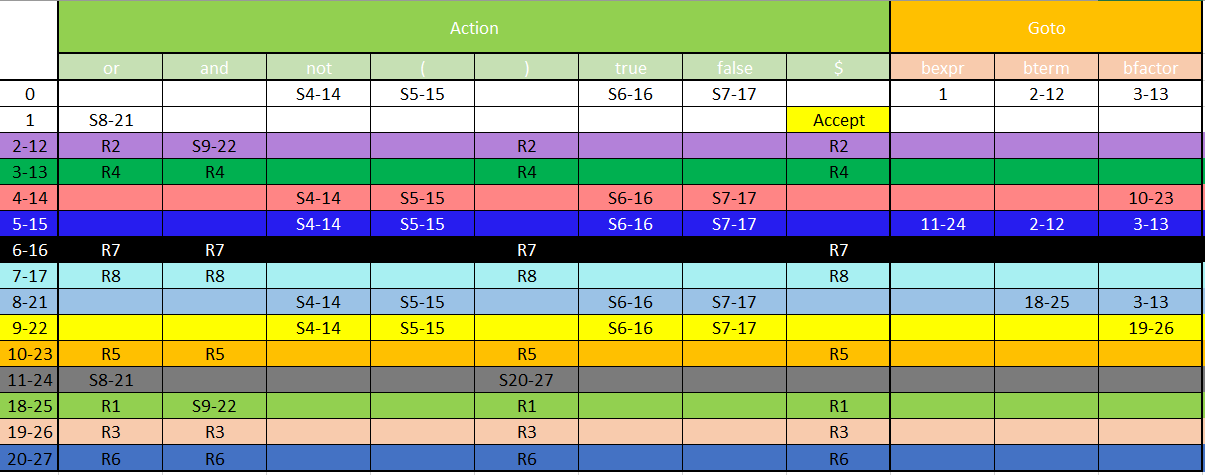 Action Goto
or and not ( ) true false $ bexpr bterm bfactor
0 S4-14 S5-15 S6-16 S7-17 1 2-12 3-13
1 S8-21 Accept
2-12 R2 S9-22 R2 R2
3-13 R4 R4 R4 R4
4-14 S4-14 S5-15 S6-16 S7-17 10-23
5-15 S4-14 S5-15 S6-16 S7-17 11-24 2-12 3-13
6-16 R7 R7 R7 R7
7-17 R8 R8 R8 R8
8-21 S4-14 S5-15 S6-16 S7-17 18-25 3-13
9-22 S4-14 S5-15 S6-16 S7-17 19-26
10-23 R5 R5 R5 R5
11-24 S8-21 S20-27
18-25 R1 S9-22 R1 R1
19-26 R3 R3 R3 R3
20-27 R6 R6 R6 R6